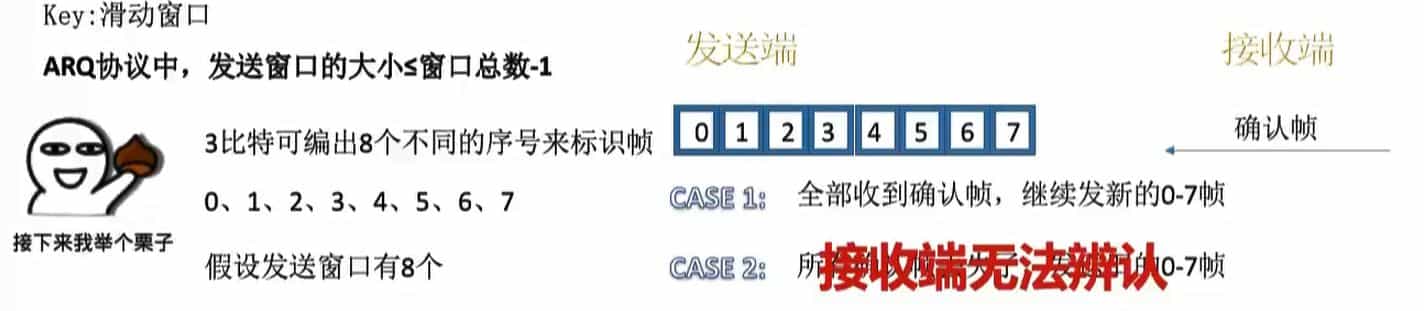 Key:滑动窗口
ARQ协议中，发送窗口的大小≤窗口总数-1
3比特可编出8个不同的序号来标识帧
0、1、2、3、4、5、6、7
假设发送窗口有8个
接下来我举个栗子
发送端
接收端
0 1 2 3 4 5 6 7
确认帧
CASE 1: 全部收到确认帧，继续发新的0-7帧
CASE 2: 所 的0-7帧
接收端无法辨认